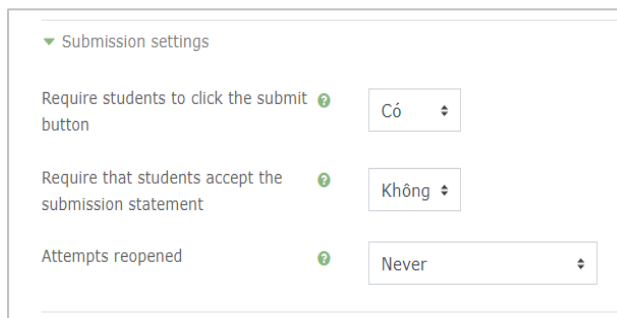 Submission settings
Require students to click the submit
button
Có
Require that students accept the
submission statement
Không
Attempts reopened
Never